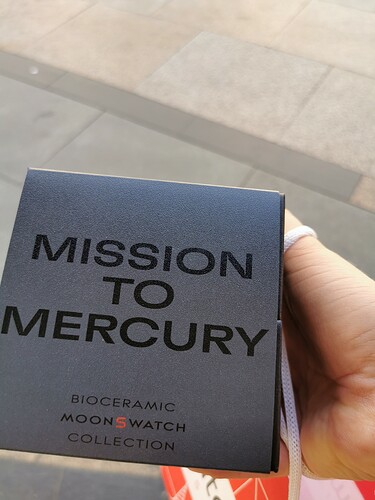 MISSION
TO
MERCURY
BIOCERAMIC
MOONSWATCH
COLLECTION